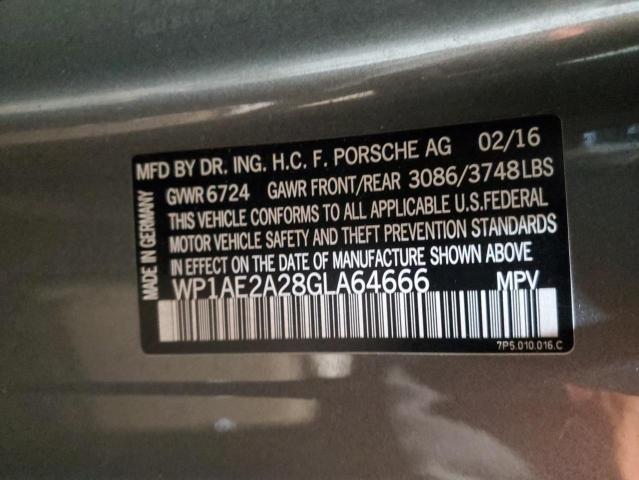 MFD BY DR. ING. H.C. F. PORSCHE AG 02/16
GVWR 6724 GAWR FRONT/REAR 3086/3748LBS
THIS VEHICLE CONFORMS TO ALL APPLICABLE U.S.FEDERAL
MOTOR VEHICLE SAFETY AND THEFT PREVENTION STANDARDS
IN EFFECT ON THE DATE OF MANUFACTURE SHOWN ABOVE
WP1AE2A28GLA64666 MPV
7P5.010.016.C
MADE IN GERMANY